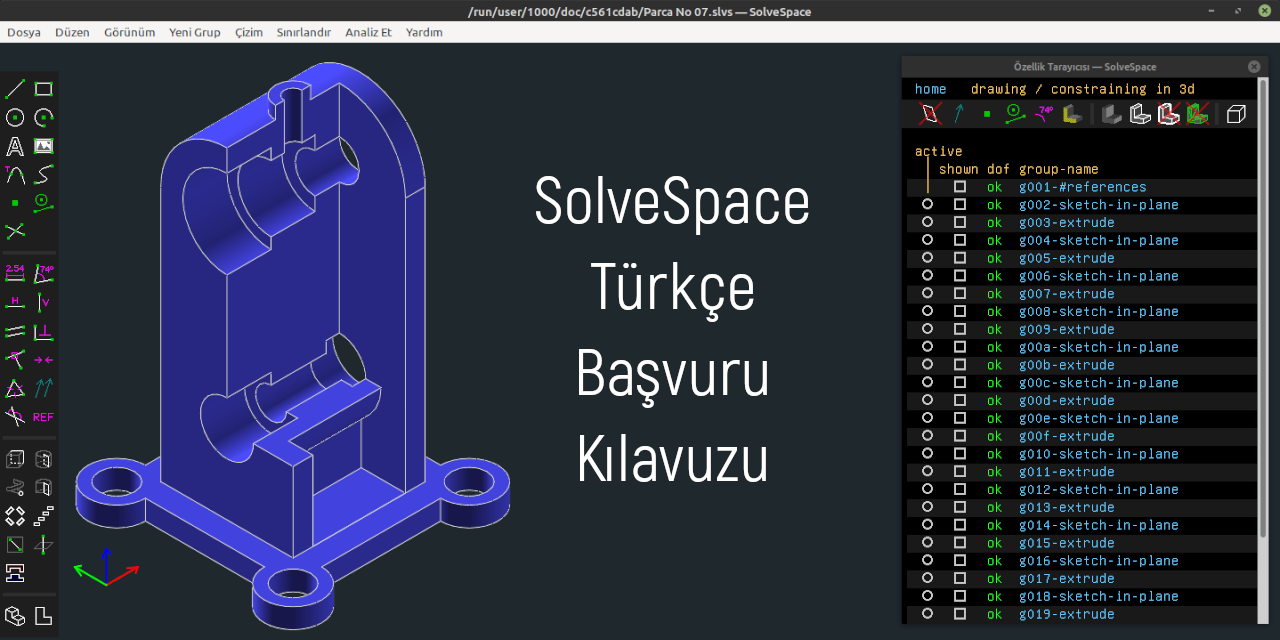 /run/user/1000/doc/c561cdab/Parca No 07.slvs — SolveSpace
Dosya Düzen Görünüm Yeni Grup Çizim Sınırlandır Analiz Et Yardım
A
T
2.54 74°
H V
REF
SolveSpace
Türkçe
Başvuru
Kılavuzu
Özellik Tarayıcısı — SolveSpace
home drawing / constraining in 3d
74°
active
shown dof group-name
ok g001-#references
ok g002-sketch-in-plane
ok g003-extrude
ok g004-sketch-in-plane
ok g005-extrude
ok g006-sketch-in-plane
ok g007-extrude
ok g008-sketch-in-plane
ok g009-extrude
ok g00a-sketch-in-plane
ok g00b-extrude
ok g00c-sketch-in-plane
ok g00d-extrude
ok g00e-sketch-in-plane
ok g00f-extrude
ok g010-sketch-in-plane
ok g011-extrude
ok g012-sketch-in-plane
ok g013-extrude
ok g014-sketch-in-plane
ok g015-extrude
ok g016-sketch-in-plane
ok g017-extrude
ok g018-sketch-in-plane
ok g019-extrude